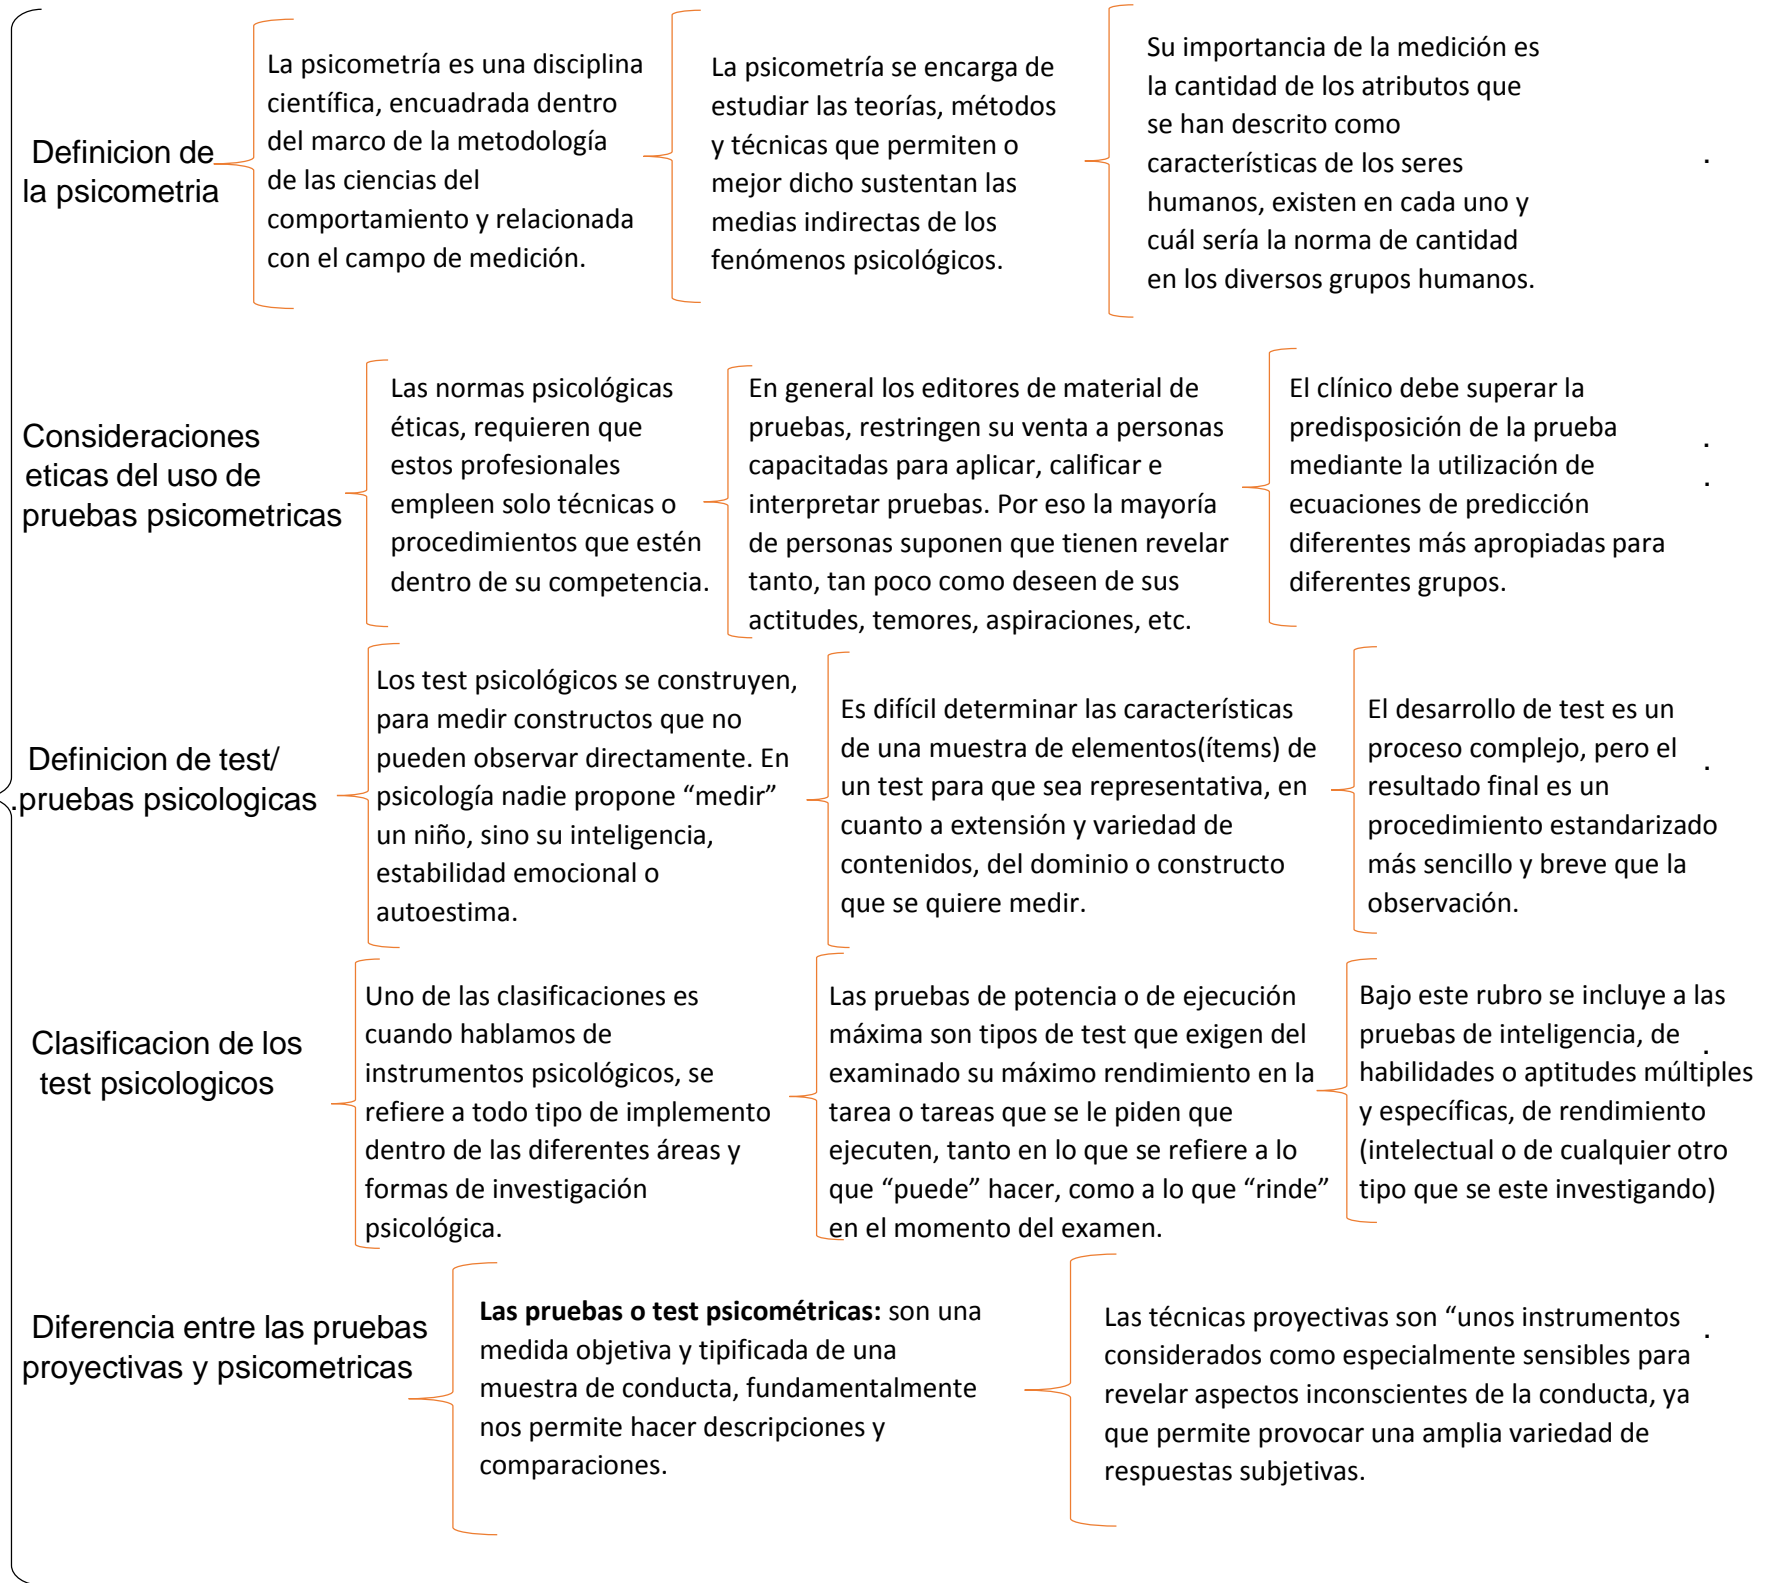 Definicion de
la psicometria
La psicometría es una disciplina
científica, encuadrada dentro
del marco de la metodología
de las ciencias del
comportamiento y relacionada
con el campo de medición.
La psicometría se encarga de
estudiar las teorías, métodos
y técnicas que permiten o
mejor dicho sustentan las
medias indirectas de los
fenómenos psicológicos.
Su importancia de la medición es
la cantidad de los atributos que
se han descrito como
características de los seres
humanos, existen en cada uno y
cuál sería la norma de cantidad
en los diversos grupos humanos.
.
Consideraciones
eticas del uso de
pruebas psicometricas
Las normas psicológicas
éticas, requieren que
estos profesionales
empleen solo técnicas o
procedimientos que estén
dentro de su competencia.
En general los editores de material de
pruebas, restringen su venta a personas
capacitadas para aplicar, calificar e
interpretar pruebas. Por eso la mayoría
de personas suponen que tienen revelar
tanto, tan poco como deseen de sus
actitudes, temores, aspiraciones, etc.
El clínico debe superar la
predisposición de la prueba
mediante la utilización de
ecuaciones de predicción
diferentes más apropiadas para
diferentes grupos.
.
.
Definicion de test/
.pruebas psicologicas
Los test psicológicos se construyen,
para medir constructos que no
pueden observar directamente. En
psicología nadie propone “medir”
un niño, sino su inteligencia,
estabilidad emocional o
autoestima.
Es difícil determinar las características
de una muestra de elementos(ítems) de
un test para que sea representativa, en
cuanto a extensión y variedad de
contenidos, del dominio o constructo
que se quiere medir.
El desarrollo de test es un
proceso complejo, pero el
resultado final es un
procedimiento estandarizado
más sencillo y breve que la
observación.
.
Clasificacion de los
test psicologicos
Uno de las clasificaciones es
cuando hablamos de
instrumentos psicológicos, se
refiere a todo tipo de implemento
dentro de las diferentes áreas y
formas de investigación
psicológica.
Las pruebas de potencia o de ejecución
máxima son tipos de test que exigen del
examinado su máximo rendimiento en la
tarea o tareas que se le piden que
ejecuten, tanto en lo que se refiere a lo
que “puede” hacer, como a lo que “rinde”
en el momento del examen.
Bajo este rubro se incluye a las
pruebas de inteligencia, de
habilidades o aptitudes múltiples
y específicas, de rendimiento
(intelectual o de cualquier otro
tipo que se este investigando)
.
Diferencia entre las pruebas
proyectivas y psicometricas
Las pruebas o test psicométricas: son una
medida objetiva y tipificada de una
muestra de conducta, fundamentalmente
nos permite hacer descripciones y
comparaciones.
Las técnicas proyectivas son “unos instrumentos
considerados como especialmente sensibles para
revelar aspectos inconscientes de la conducta, ya
que permite provocar una amplia variedad de
respuestas subjetivas.
.